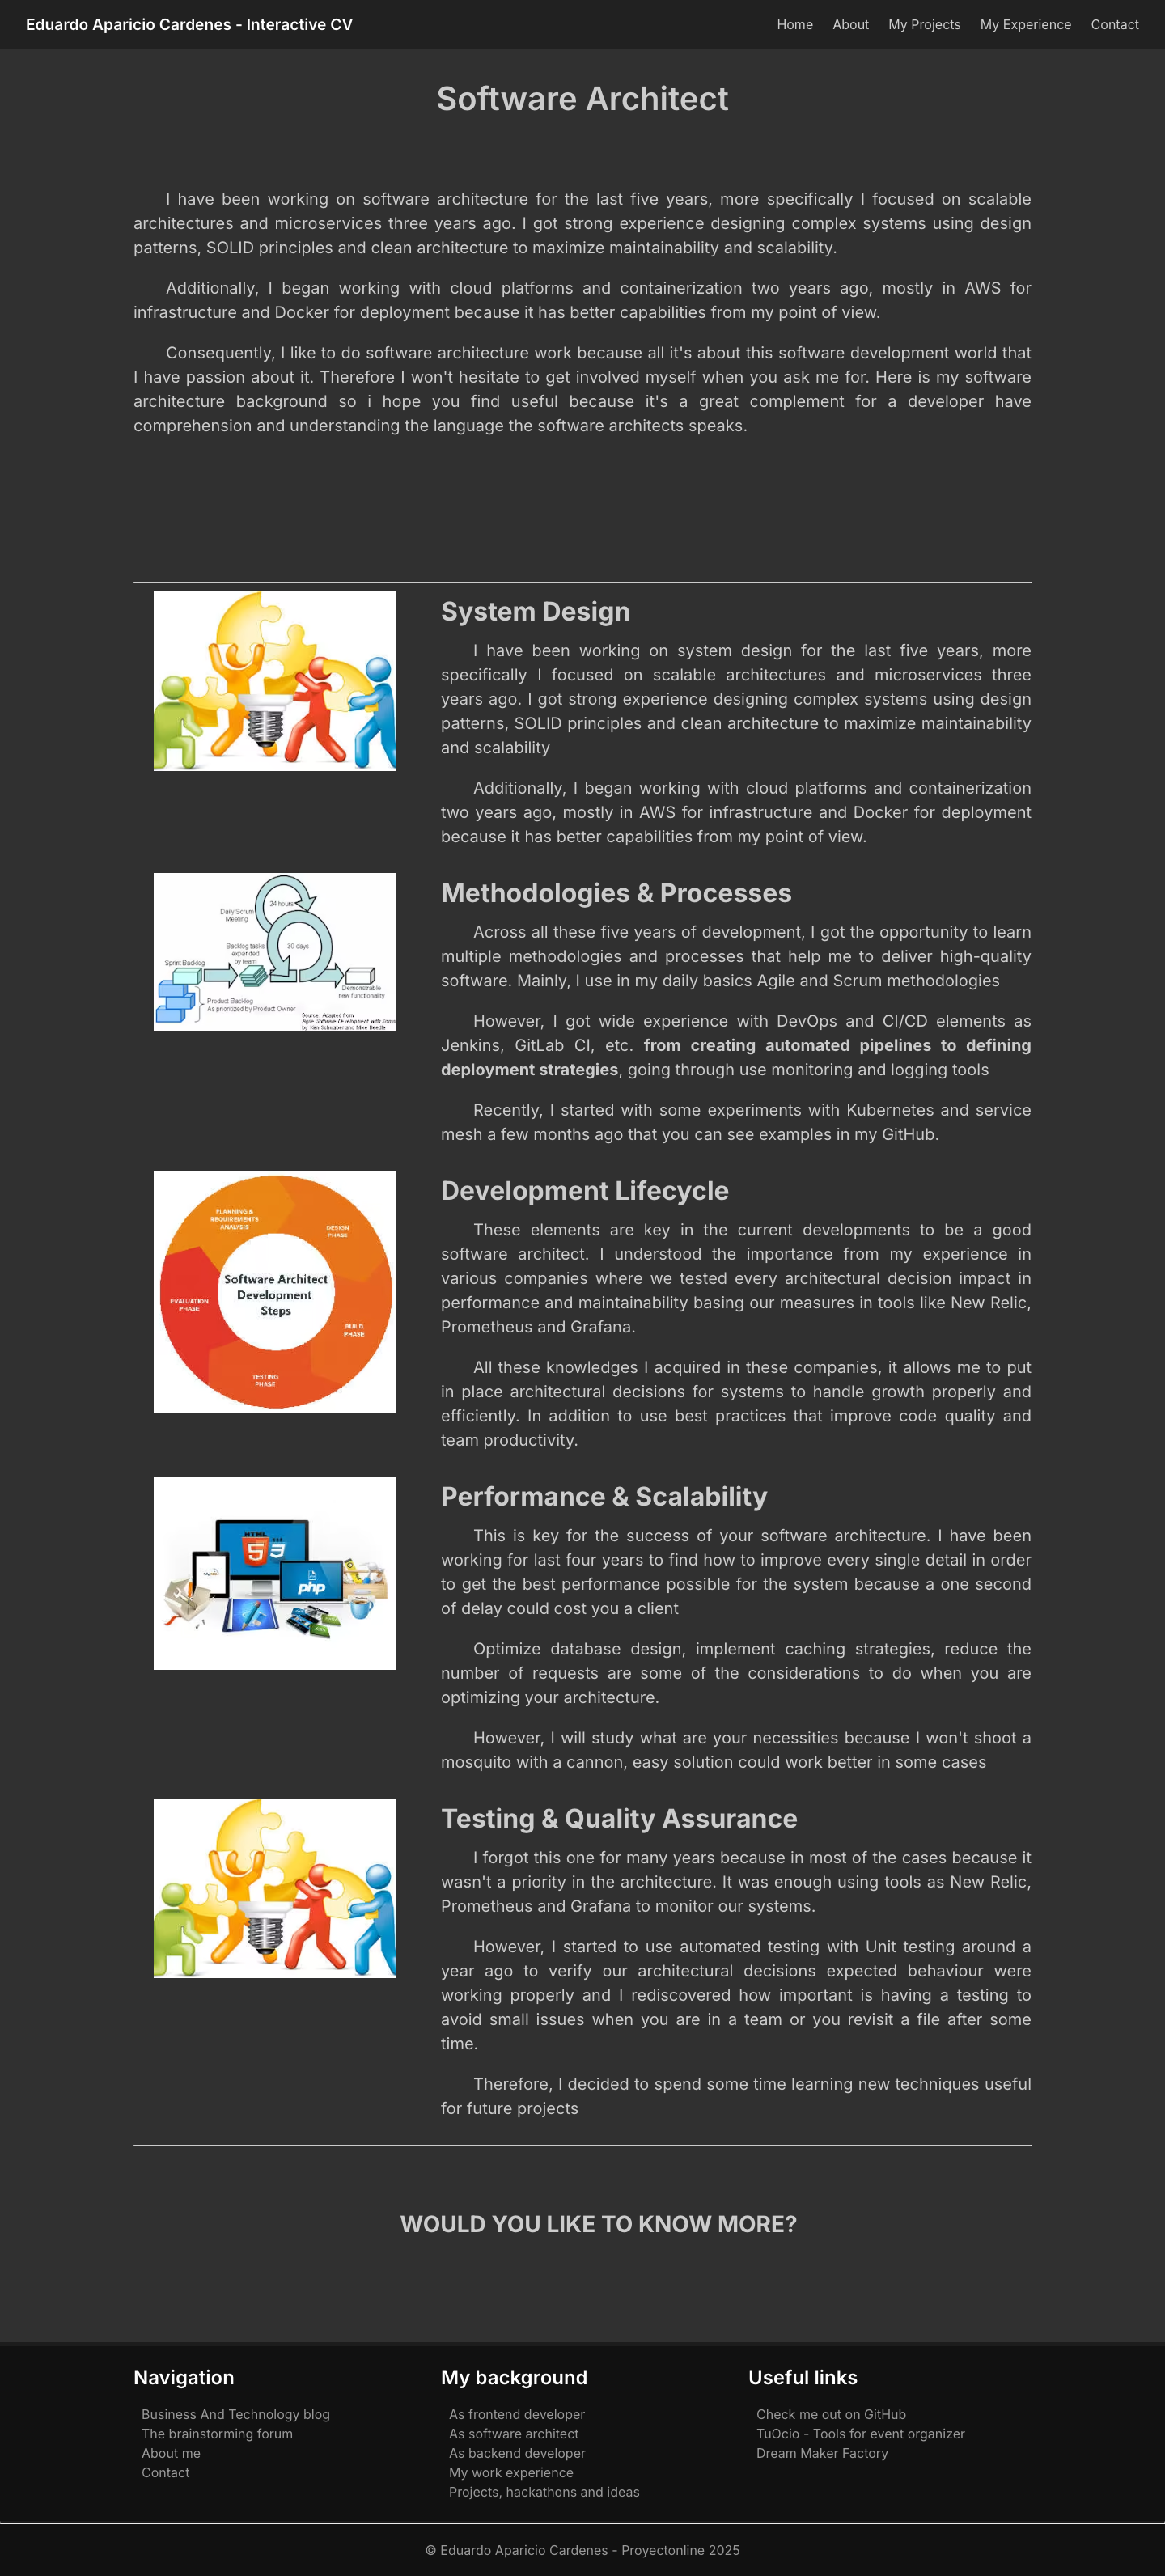 Eduardo Aparicio Cardenes - Interactive CV
Home About My Projects My Experience Contact
Software Architect
I have been working on software architecture for the last five years, more specifically I focused on scalable
architectures and microservices three years ago. I got strong experience designing complex systems using design
patterns, SOLID principles and clean architecture to maximize maintainability and scalability.
Additionally, I began working with cloud platforms and containerization two years ago, mostly in AWS for
infrastructure and Docker for deployment because it has better capabilities from my point of view.
Consequently, I like to do software architecture work because all it's about this software development world that
I have passion about it. Therefore I won't hesitate to get involved myself when you ask me for. Here is my software
architecture background so i hope you find useful because it's a great complement for a developer have
comprehension and understanding the language the software architects speaks.
System Design
I have been working on system design for the last five years, more
specifically I focused on scalable architectures and microservices three
years ago. I got strong experience designing complex systems using design
patterns, SOLID principles and clean architecture to maximize maintainability
and scalability
Additionally, I began working with cloud platforms and containerization
two years ago, mostly in AWS for infrastructure and Docker for deployment
because it has better capabilities from my point of view.
24 hours
Daily Scrum
Meeting
Backlog tasks
expanded
by team
30 days
Sprint Backlog
Demonstrable
new functionality
Product Backlog
As prioritized by Product Owner
Source: Adapted from
Agile Software Development with Scrum
by Ken Schwaber and Mike Beedle
Methodologies & Processes
Across all these five years of development, I got the opportunity to learn
multiple methodologies and processes that help me to deliver high-quality
software. Mainly, I use in my daily basics Agile and Scrum methodologies
However, I got wide experience with DevOps and CI/CD elements as
Jenkins, GitLab CI, etc. from creating automated pipelines to defining
deployment strategies, going through use monitoring and logging tools
Recently, I started with some experiments with Kubernetes and service
mesh a few months ago that you can see examples in my GitHub.
PLANNING &
REQUIREMENTS
ANALYSIS
DESIGN
PHASE
Software Architect
Development
Steps
EVALUATION
PHASE
BUILD
PHASE
TESTING
PHASE
Development Lifecycle
These elements are key in the current developments to be a good
software architect. I understood the importance from my experience in
various companies where we tested every architectural decision impact in
performance and maintainability basing our measures in tools like New Relic,
Prometheus and Grafana.
All these knowledges I acquired in these companies, it allows me to put
in place architectural decisions for systems to handle growth properly and
efficiently. In addition to use best practices that improve code quality and
team productivity.
HTML
5 3
php
Performance & Scalability
This is key for the success of your software architecture. I have been
working for last four years to find how to improve every single detail in order
to get the best performance possible for the system because a one second
of delay could cost you a client
Optimize database design, implement caching strategies, reduce the
number of requests are some of the considerations to do when you are
optimizing your architecture.
However, I will study what are your necessities because I won't shoot a
mosquito with a cannon, easy solution could work better in some cases
Testing & Quality Assurance
I forgot this one for many years because in most of the cases because it
wasn't a priority in the architecture. It was enough using tools as New Relic,
Prometheus and Grafana to monitor our systems.
However, I started to use automated testing with Unit testing around a
year ago to verify our architectural decisions expected behaviour were
working properly and I rediscovered how important is having a testing to
avoid small issues when you are in a team or you revisit a file after some
time.
Therefore, I decided to spend some time learning new techniques useful
for future projects
WOULD YOU LIKE TO KNOW MORE?
Navigation
Business And Technology blog
The brainstorming forum
About me
Contact
My background
As frontend developer
As software architect
As backend developer
My work experience
Projects, hackathons and ideas
Useful links
Check me out on GitHub
TuOcio - Tools for event organizer
Dream Maker Factory
© Eduardo Aparicio Cardenes - Proyectonline 2025